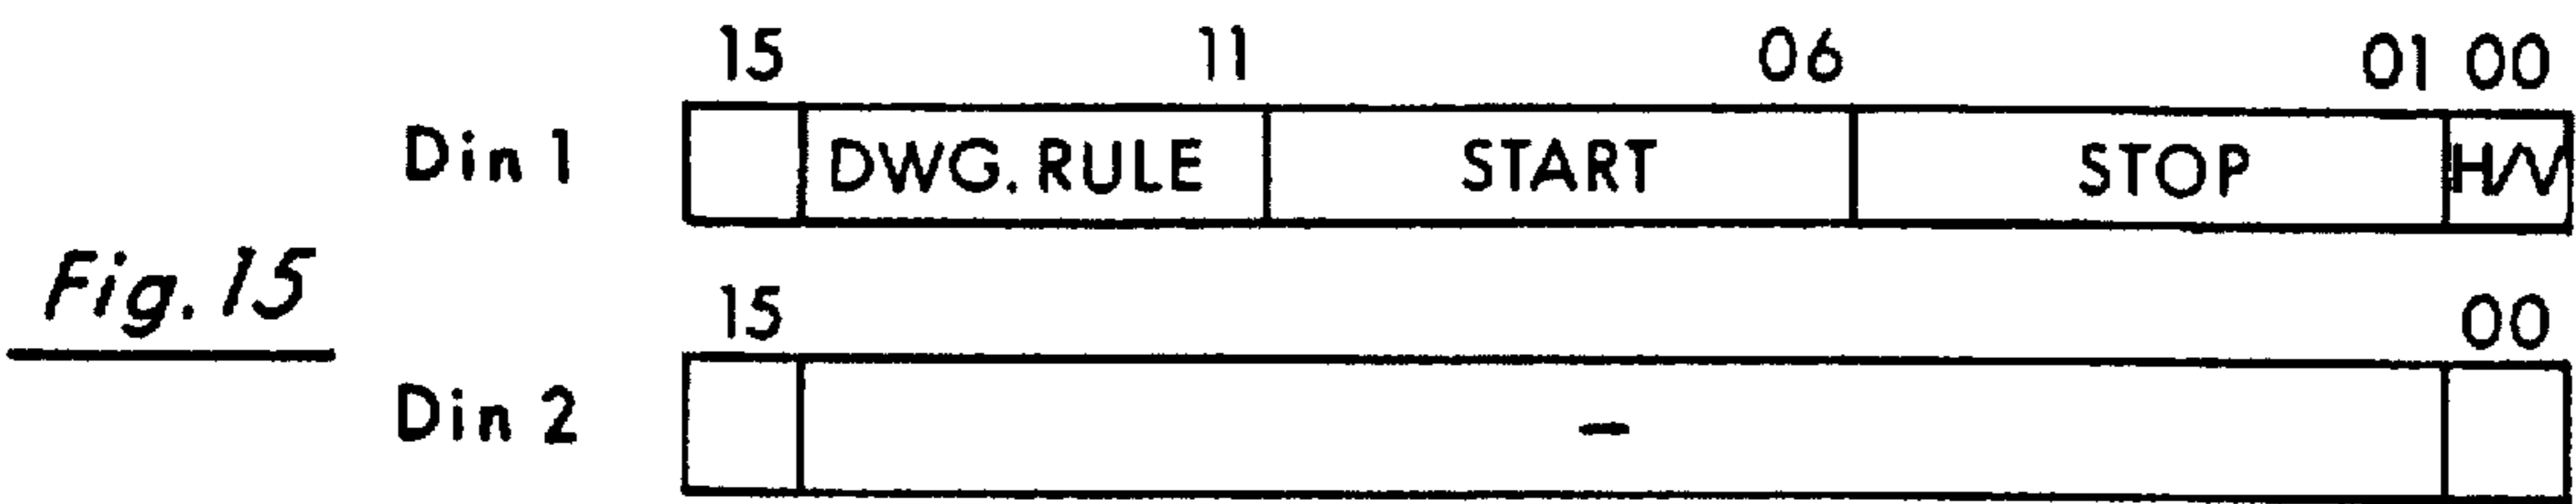 15 11 06 01 00
Din 1 DWG. RULE START STOP H/V
Fig. 15
15 00
Din 2 –